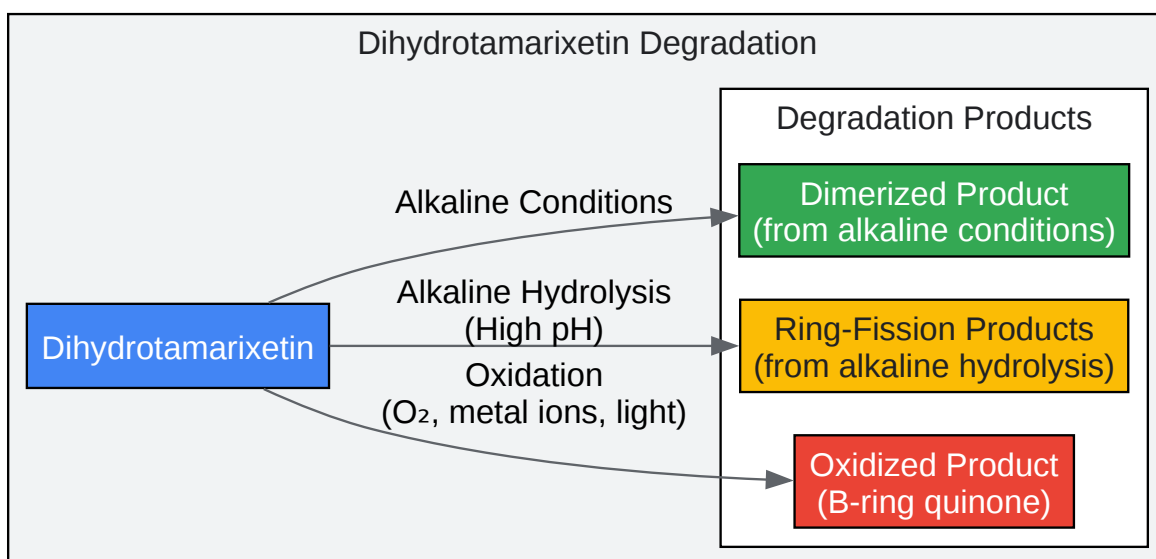 Dihydrotamarixetin Degradation
Degradation Products
Alkaline Conditions
Dimerized Product
(from alkaline conditions)
Dihydrotamarixetin
Alkaline Hydrolysis
(High pH)
Ring-Fission Products
(from alkaline hydrolysis)
Oxidation
(O₂, metal ions, light)
Oxidized Product
(B-ring quinone)